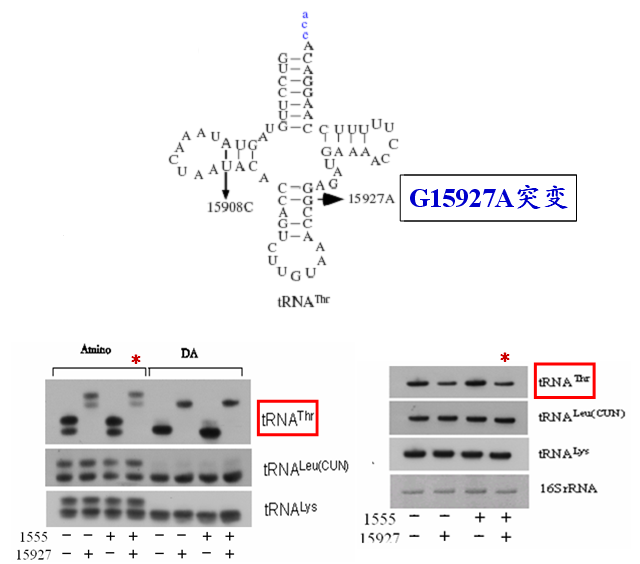 15908C
15927A
G15927A突变
tRNAThr
*
Amino
DA
tRNAThr
tRNALeu(CUN)
tRNALys
1555 − − + + − − + +
15927 − + − + − + − +
*
tRNAThr
tRNALeu(CUN)
tRNALys
16SrRNA
1555 − − + +
15927 − + − +